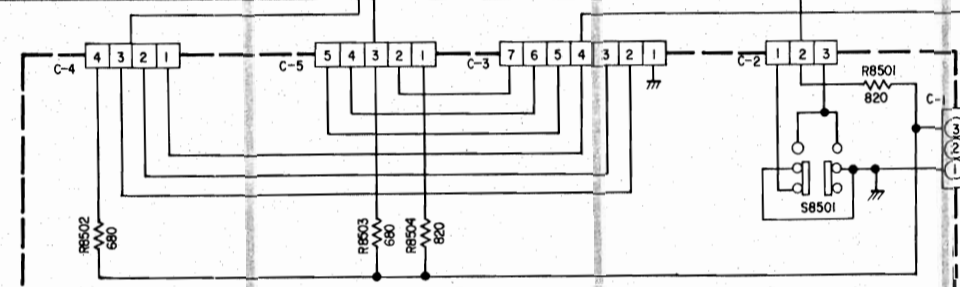 C-4
4 3 2 1
C-5
5 4 3 2 1
C-3
7 6 5 4 3 2 1
C-2
1 2 3
R8501
820
C-1
3
2
1
S8501
R8502
680
R8503
680
R8504
820